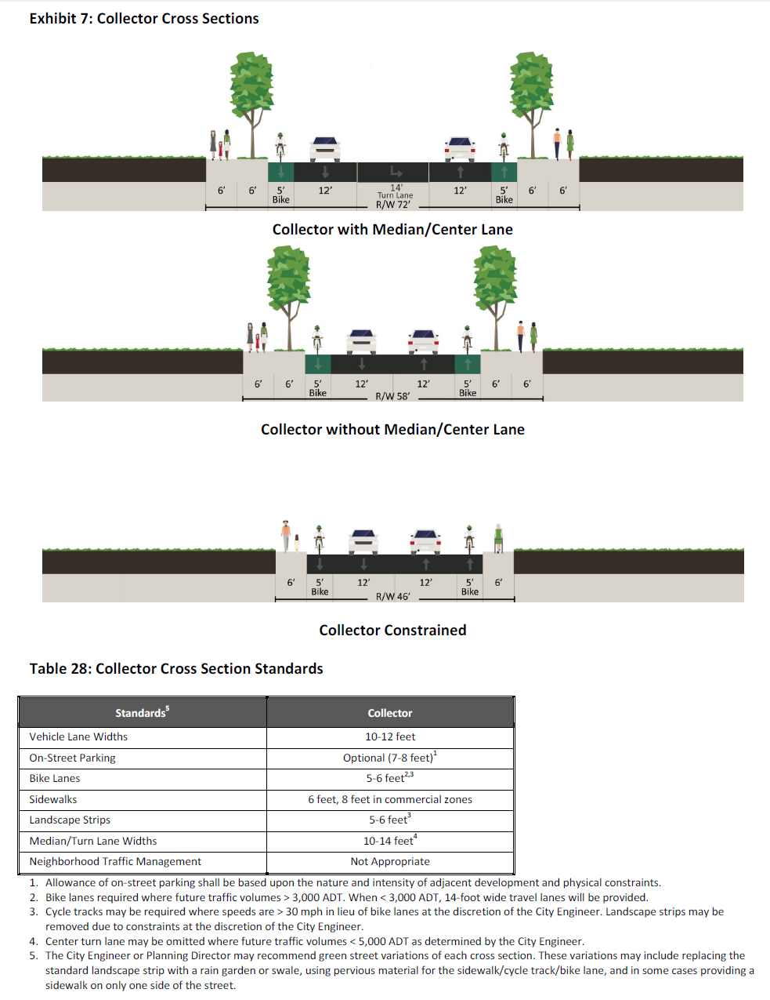 Exhibit 7: Collector Cross Sections
6’ 6’ 5’ 12’ 14' 12’ 5’ 6’ 6’
Bike Turn Lane Bike
R/W 72’
Collector with Median/Center Lane
6’ 6’ 5’ 12’ 12’ 5’ 6’ 6’
Bike R/W 58’ Bike
Collector without Median/Center Lane
6’ 5’ 12’ 12’ 5’ 6’
Bike R/W 46’ Bike
Collector Constrained
Table 28: Collector Cross Section Standards
Standards⁵ Collector
Vehicle Lane Widths 10-12 feet
On-Street Parking Optional (7-8 feet)¹
Bike Lanes 5-6 feet²,³
Sidewalks 6 feet, 8 feet in commercial zones
Landscape Strips 5-6 feet³
Median/Turn Lane Widths 10-14 feet⁴
Neighborhood Traffic Management Not Appropriate
1. Allowance of on-street parking shall be based upon the nature and intensity of adjacent development and physical constraints.
2. Bike lanes required where future traffic volumes > 3,000 ADT. When < 3,000 ADT, 14-foot wide travel lanes will be provided.
3. Cycle tracks may be required where speeds are > 30 mph in lieu of bike lanes at the discretion of the City Engineer. Landscape strips may be
removed due to constraints at the discretion of the City Engineer.
4. Center turn lane may be omitted where future traffic volumes < 5,000 ADT as determined by the City Engineer.
5. The City Engineer or Planning Director may recommend green street variations of each cross section. These variations may include replacing the
standard landscape strip with a rain garden or swale, using pervious material for the sidewalk/cycle track/bike lane, and in some cases providing a
sidewalk on only one side of the street.